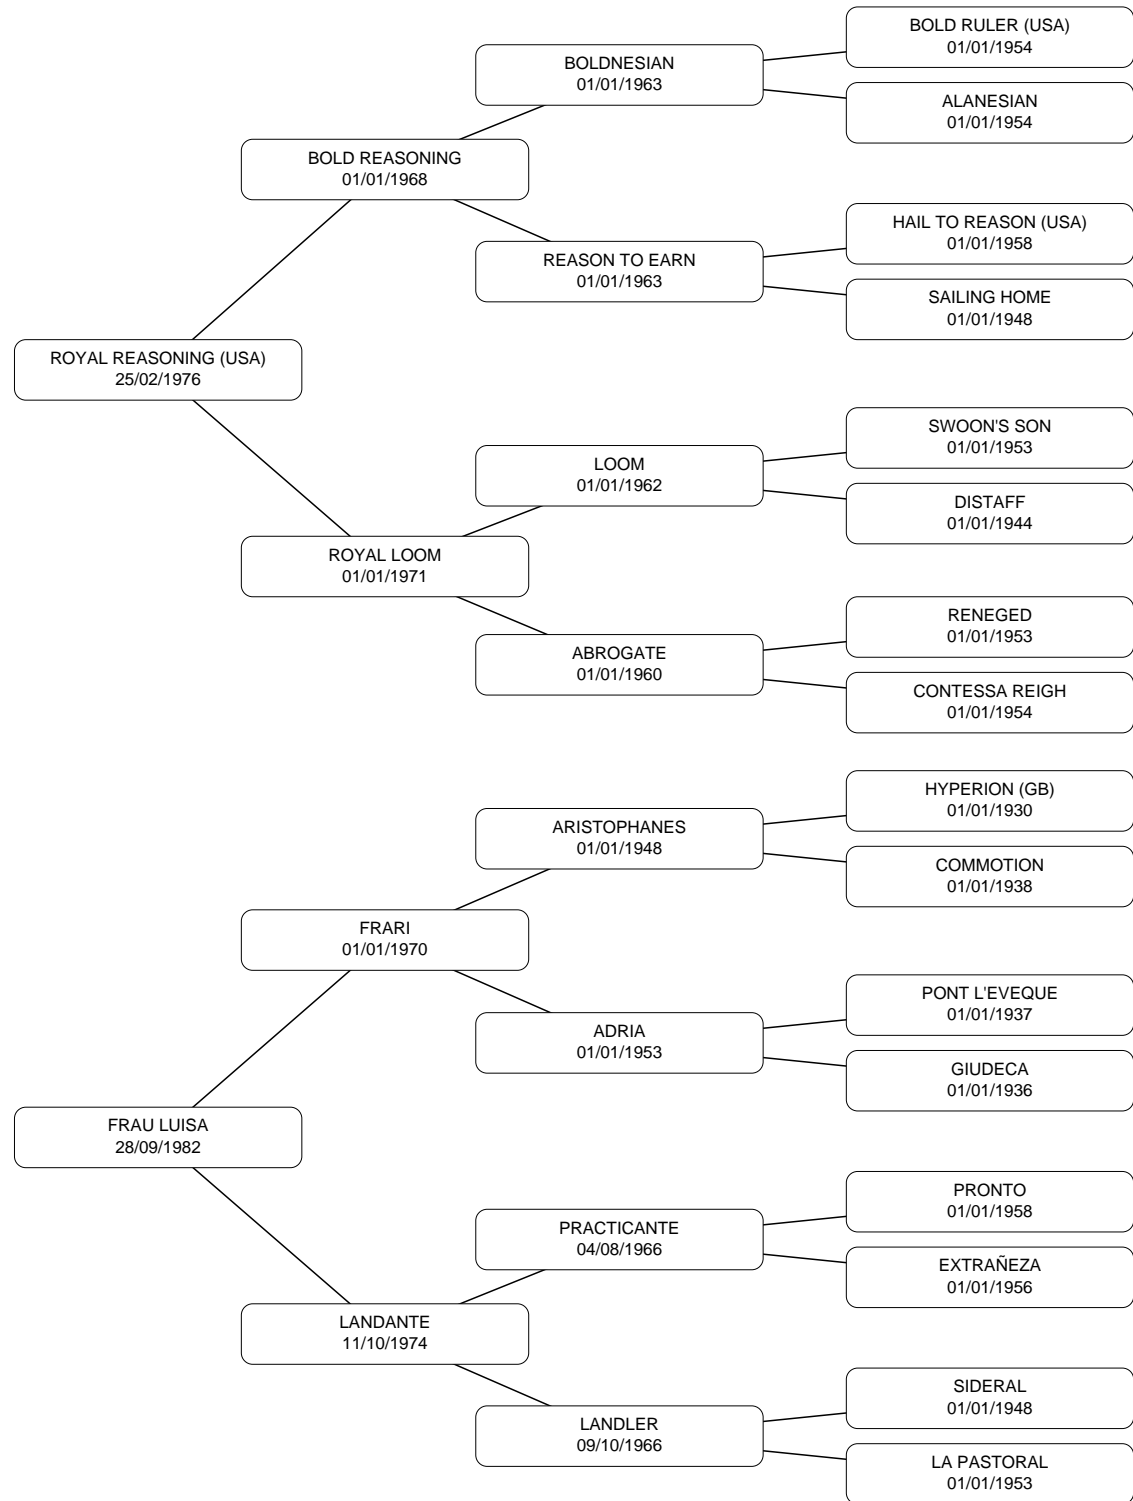 BOLD RULER (USA)
01/01/1954
BOLDNESIAN
01/01/1963
ALANESIAN
01/01/1954
BOLD REASONING
01/01/1968
HAIL TO REASON (USA)
01/01/1958
REASON TO EARN
01/01/1963
SAILING HOME
01/01/1948
ROYAL REASONING (USA)
25/02/1976
SWOON'S SON
01/01/1953
LOOM
01/01/1962
DISTAFF
01/01/1944
ROYAL LOOM
01/01/1971
RENEGED
01/01/1953
ABROGATE
01/01/1960
CONTESSA REIGH
01/01/1954
HYPERION (GB)
01/01/1930
ARISTOPHANES
01/01/1948
COMMOTION
01/01/1938
FRARI
01/01/1970
PONT L'EVEQUE
01/01/1937
ADRIA
01/01/1953
GIUDECA
01/01/1936
FRAU LUISA
28/09/1982
PRONTO
01/01/1958
PRACTICANTE
04/08/1966
EXTRAÑEZA
01/01/1956
LANDANTE
11/10/1974
SIDERAL
01/01/1948
LANDLER
09/10/1966
LA PASTORAL
01/01/1953